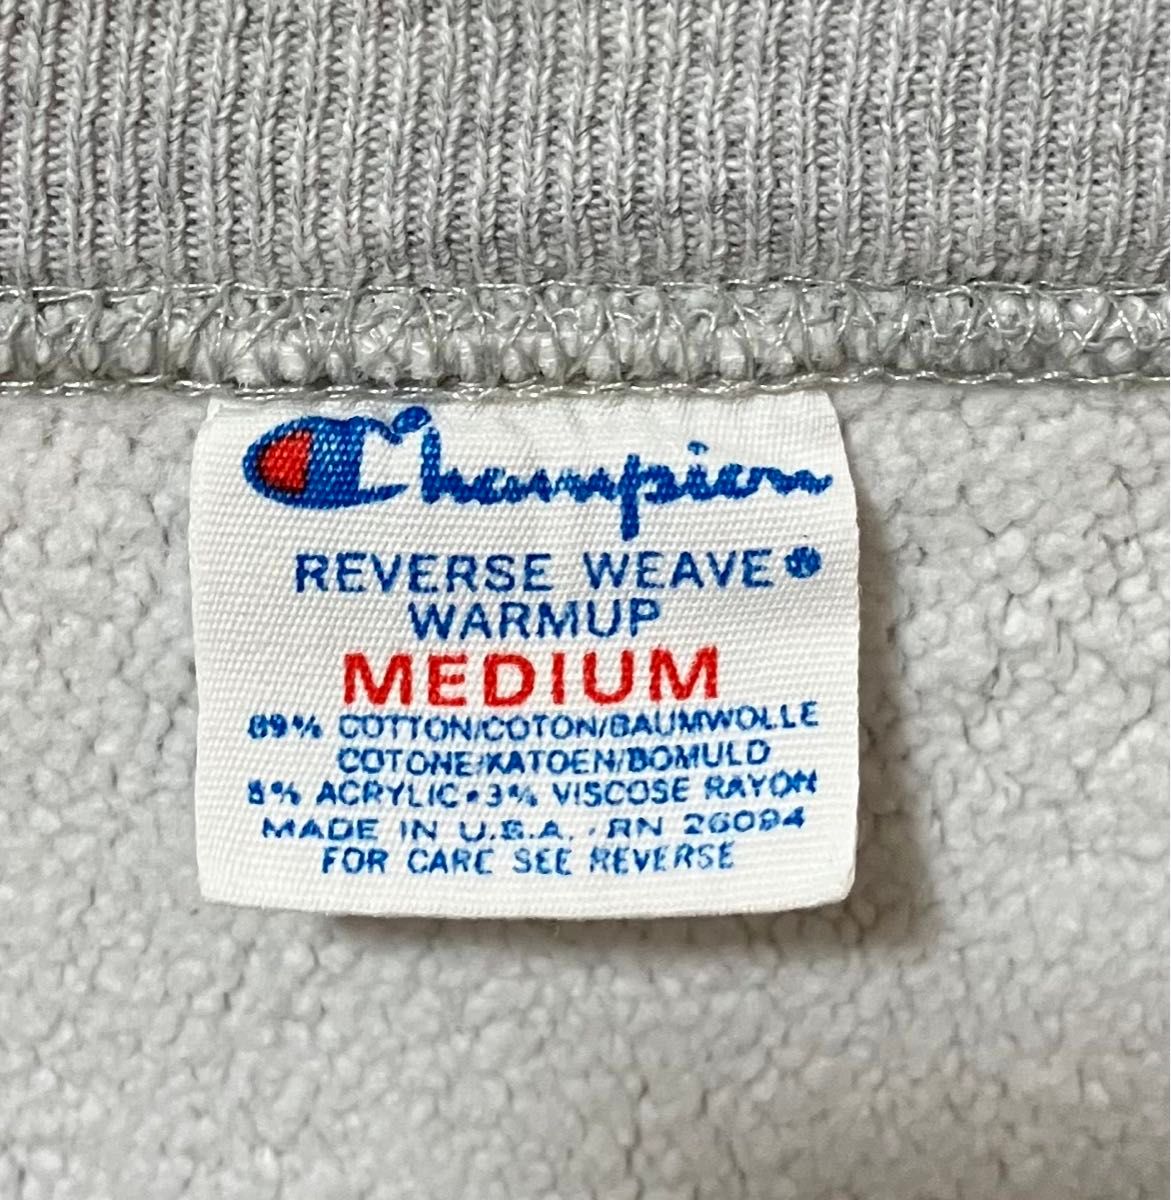 Champion
REVERSE WEAVE®
WARMUP
MEDIUM
89% COTTON/COTON/BAUMWOLLE
COTONE/KATOEN/BOMULD
8% ACRYLIC•3% VISCOSE RAYON
MADE IN U.S.A. • RN 26094
FOR CARE SEE REVERSE